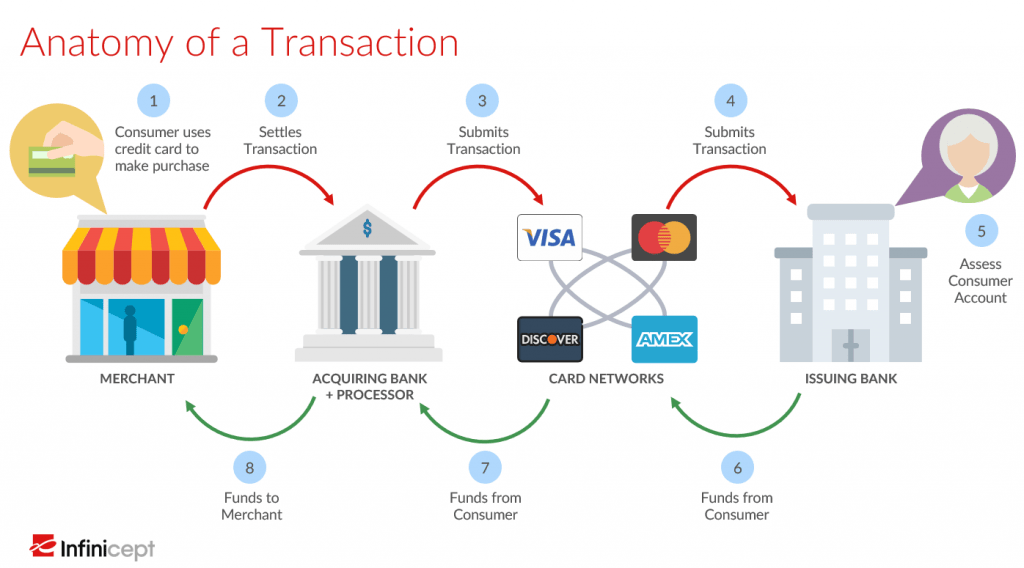 Anatomy of a Transaction
1
Consumer uses
credit card to
make purchase
2
Settles
Transaction
3
Submits
Transaction
4
Submits
Transaction
5
Assess
Consumer
Account
$
VISA
DISCOVER
AMEX
MERCHANT
ACQUIRING BANK
+ PROCESSOR
CARD NETWORKS
ISSUING BANK
8
Funds to
Merchant
7
Funds from
Consumer
6
Funds from
Consumer
Infinicept